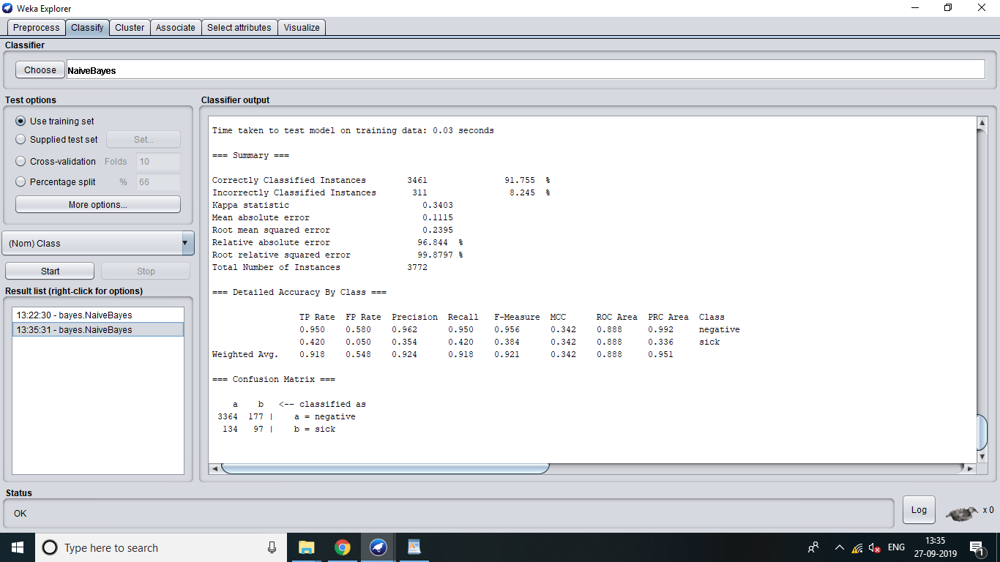 Weka Explorer
Preprocess Classify Cluster Associate Select attributes Visualize
Classifier
Choose NaiveBayes
Test options
Use training set
Supplied test set Set...
Cross-validation Folds 10
Percentage split % 66
More options...
(Nom) Class
Start Stop
Result list (right-click for options)
13:22:30 - bayes.NaiveBayes
13:35:31 - bayes.NaiveBayes
Classifier output
Time taken to test model on training data: 0.03 seconds
=== Summary ===
Correctly Classified Instances 3461 91.755 %
Incorrectly Classified Instances 311 8.245 %
Kappa statistic 0.3403
Mean absolute error 0.1115
Root mean squared error 0.2395
Relative absolute error 96.844 %
Root relative squared error 99.8797 %
Total Number of Instances 3772
=== Detailed Accuracy By Class ===
TP Rate FP Rate Precision Recall F-Measure MCC ROC Area PRC Area Class
0.950 0.580 0.962 0.950 0.956 0.342 0.888 0.992 negative
0.420 0.050 0.354 0.420 0.384 0.342 0.888 0.336 sick
Weighted Avg. 0.918 0.548 0.924 0.918 0.921 0.342 0.888 0.951
=== Confusion Matrix ===
a b <-- classified as
3364 177 | a = negative
134 97 | b = sick
Status
OK
Log x 0
Type here to search
ENG
13:35
27-09-2019
1